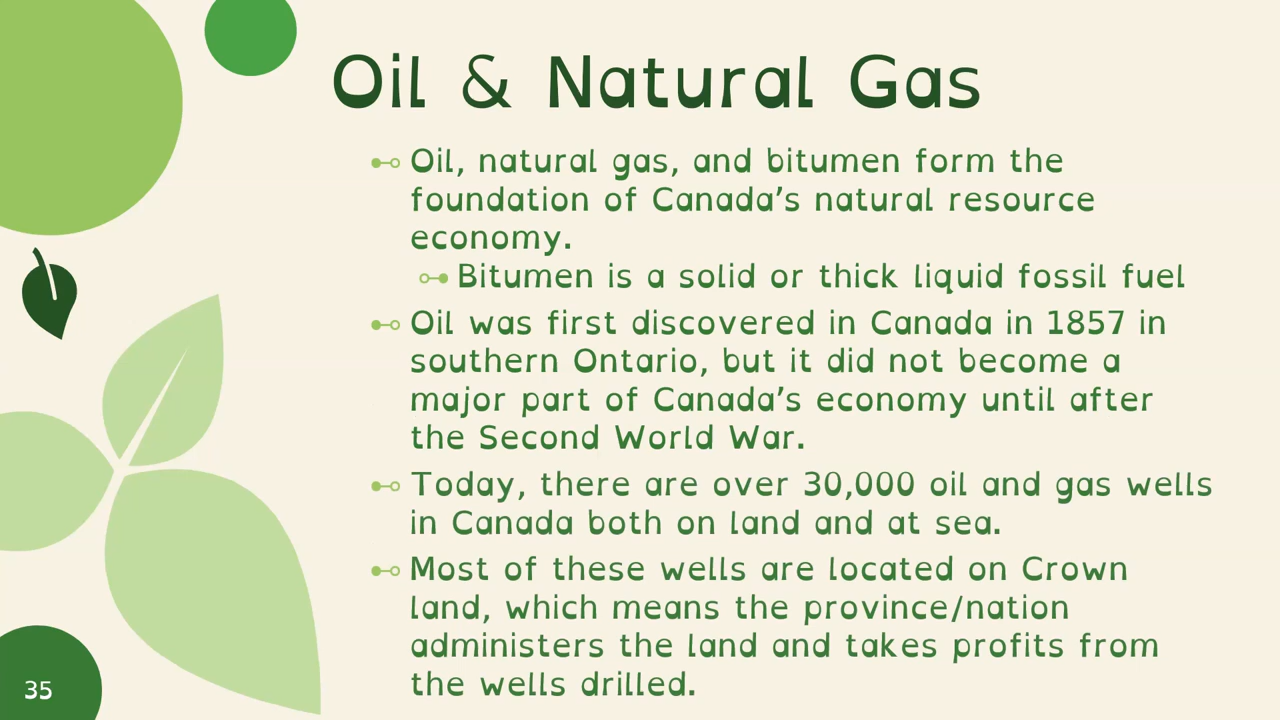 Oil & Natural Gas
Oil, natural gas, and bitumen form the
foundation of Canada’s natural resource
economy.
Bitumen is a solid or thick liquid fossil fuel
Oil was first discovered in Canada in 1857 in
southern Ontario, but it did not become a
major part of Canada’s economy until after
the Second World War.
Today, there are over 30,000 oil and gas wells
in Canada both on land and at sea.
Most of these wells are located on Crown
land, which means the province/nation
administers the land and takes profits from
the wells drilled.
35